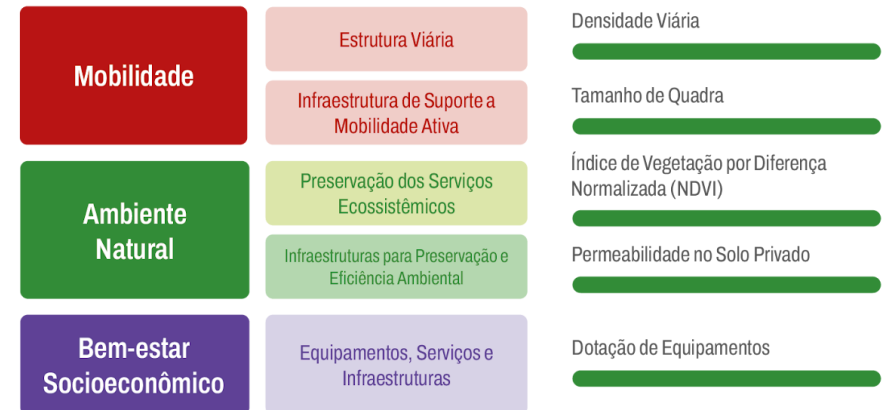 Mobilidade
Estrutura Viária
Densidade Viária
Infraestrutura de Suporte a
Mobilidade Ativa
Tamanho de Quadra
Ambiente
Natural
Preservação dos Serviços
Ecossistêmicos
Índice de Vegetação por Diferença
Normalizada (NDVI)
Infraestruturas para Preservação e
Eficiência Ambiental
Permeabilidade no Solo Privado
Bem-estar
Socioeconômico
Equipamentos, Serviços e
Infraestruturas
Dotação de Equipamentos